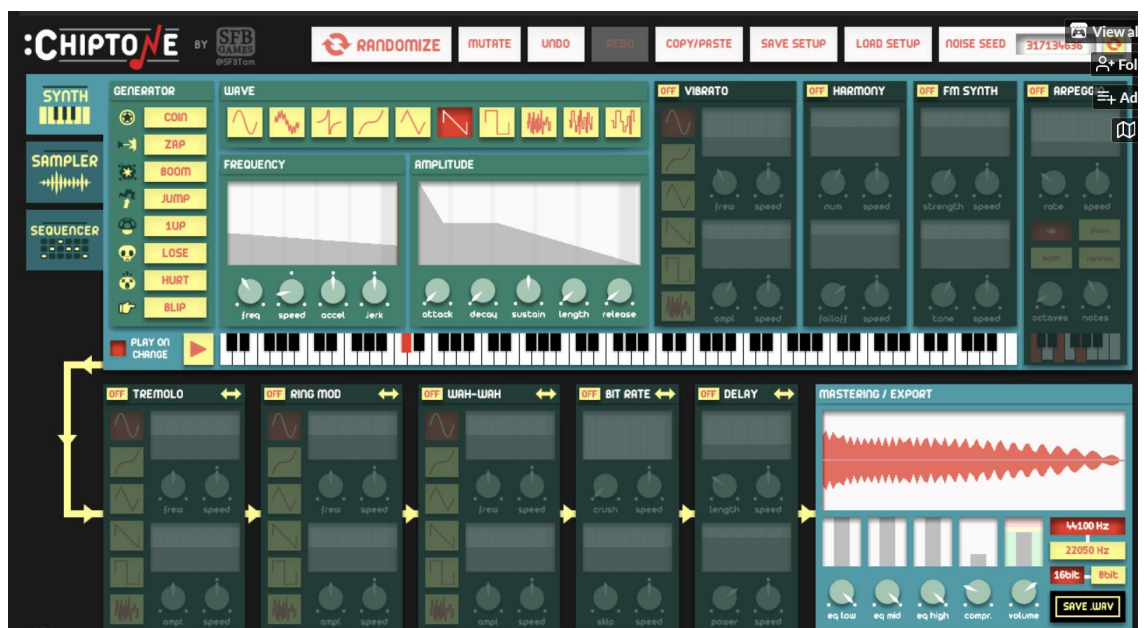 :CHIPTONE BY SFB GAMES
@SFBTom
RANDOMIZE
MUTATE
UNDO
REDO
COPY/PASTE
SAVE SETUP
LOAD SETUP
NOISE SEED
317134636
View al
Fol
Ad
SYNTH
SAMPLER
SEQUENCER
GENERATOR
COIN
ZAP
BOOM
JUMP
1UP
LOSE
HURT
BLIP
WAVE
FREQUENCY
freq speed accel jerk
AMPLITUDE
attack decay sustain length release
OFF VIBRATO
frew speed
ampl speed
OFF HARMONY
num speed
falloff speed
OFF FM SYNTH
strength speed
tone speed
OFF ARPEGGIO
rate speed
up down
both random
octaves notes
PLAY ON
CHANGE
OFF TREMOLO
frew speed
ampl speed
OFF RING MOD
frew speed
ampl speed
OFF WAH-WAH
frew speed
ampl speed
OFF BIT RATE
crush speed
skip speed
OFF DELAY
length speed
power speed
MASTERING / EXPORT
eq low eq mid eq high compr. volume
44100 Hz
22050 Hz
16bit 8bit
SAVE .WAV